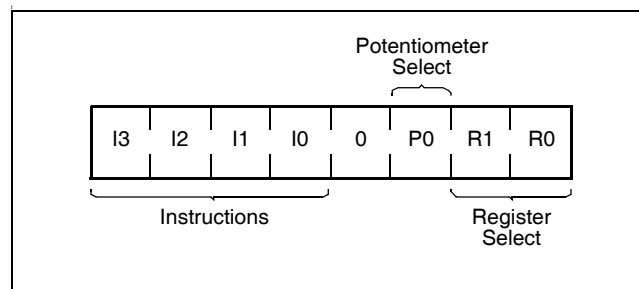 Potentiometer
Select
I3 I2 I1 I0 0 P0 R1 R0
Instructions
Register
Select